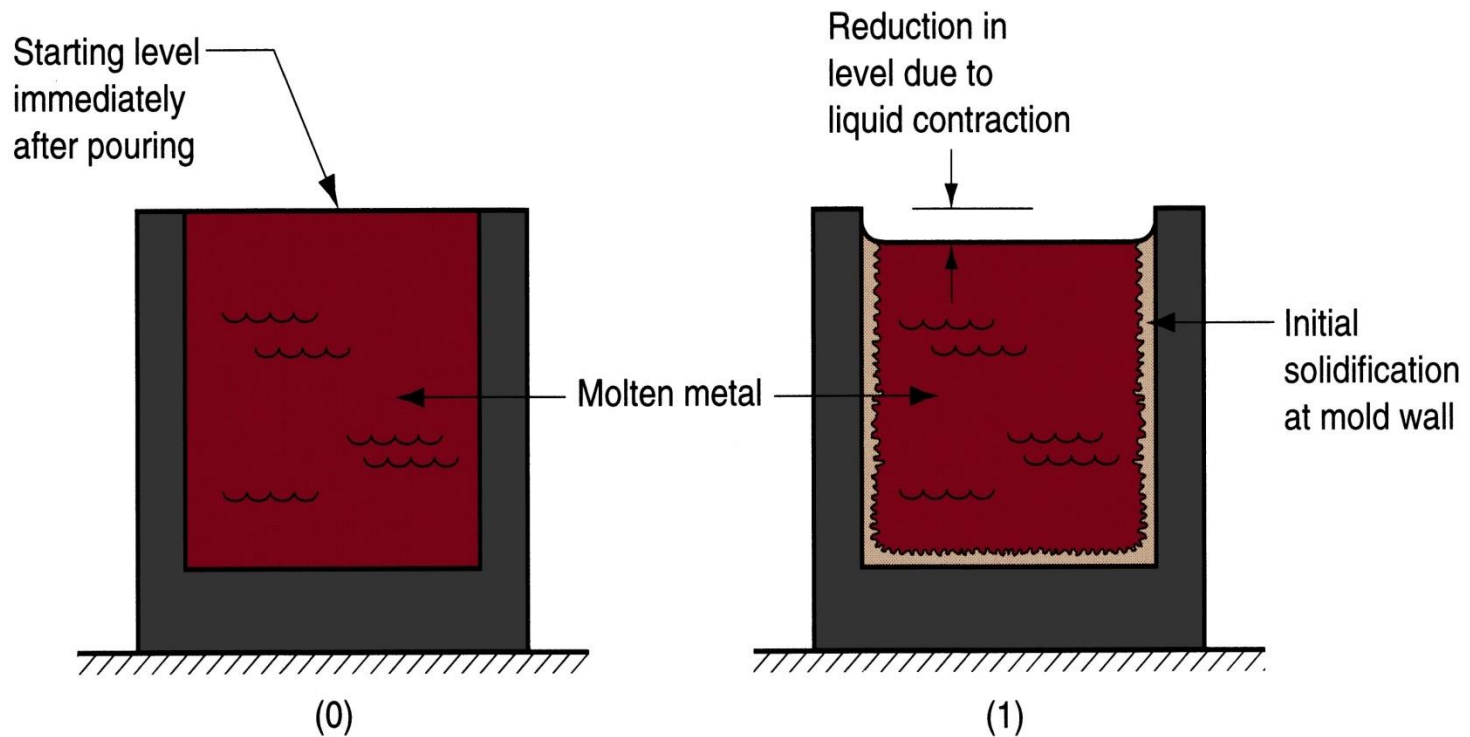 Starting level
immediately
after pouring
Reduction in
level due to
liquid contraction
Molten metal
Initial
solidification
at mold wall
(0)
(1)